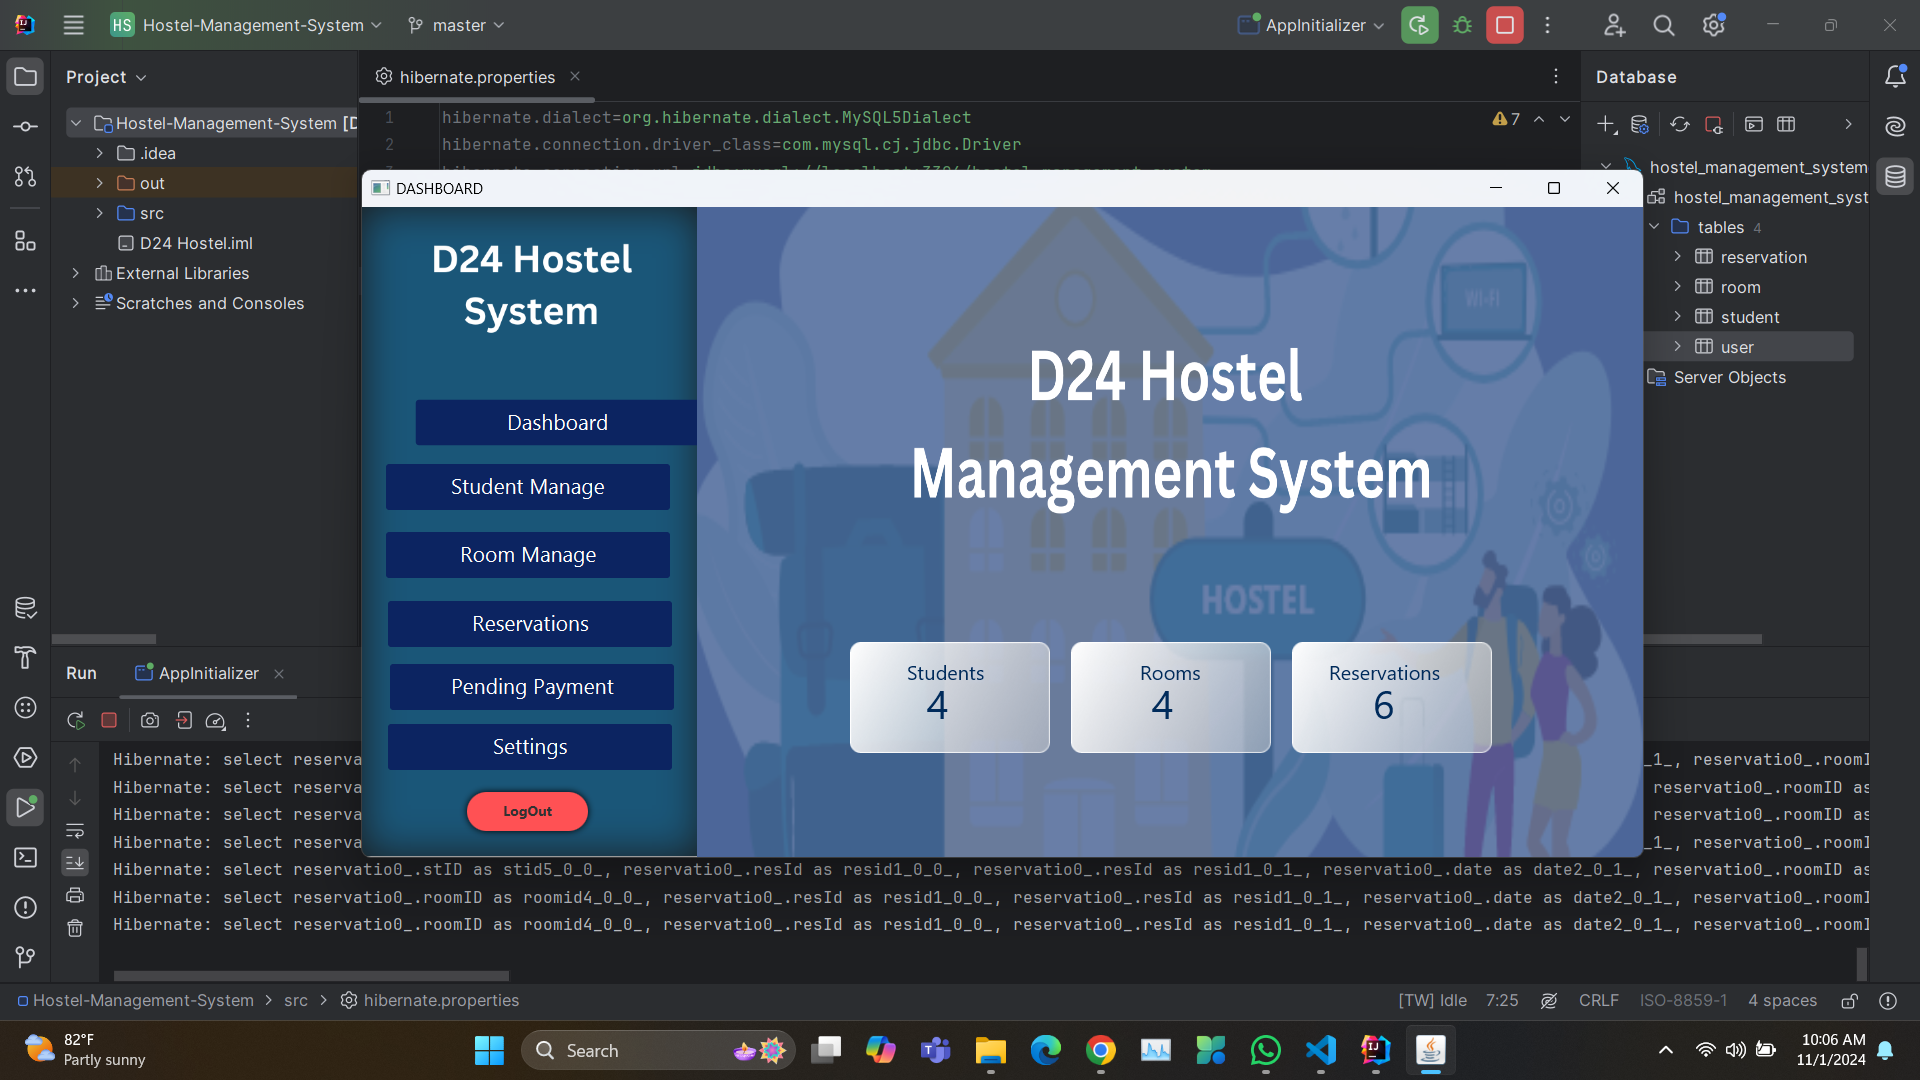 HS Hostel-Management-System master AppInitializer
Project
hibernate.properties
Database
Hostel-Management-System [D
.idea
out
src
D24 Hostel.iml
External Libraries
Scratches and Consoles
1 hibernate.dialect=org.hibernate.dialect.MySQL5Dialect
2 hibernate.connection.driver_class=com.mysql.cj.jdbc.Driver
7
hostel_management_system
hostel_management_syst
tables 4
reservation
room
student
user
Server Objects
DASHBOARD
D24 Hostel
System
Dashboard
Student Manage
Room Manage
Reservations
Pending Payment
Settings
LogOut
WI-FI
D24 Hostel
Management System
HOSTEL
Students
4
Rooms
4
Reservations
6
Run AppInitializer
Hibernate: select reserva
_1_, reservatio0_.roomI
Hibernate: select reserva
reservatio0_.roomID as
Hibernate: select reserva
reservatio0_.roomID as
Hibernate: select reserva
_1_, reservatio0_.roomI
Hibernate: select reservatio0_.stID as stid5_0_0_, reservatio0_.resId as resid1_0_0_, reservatio0_.resId as resid1_0_1_, reservatio0_.date as date2_0_1_, reservatio0_.roomID as
Hibernate: select reservatio0_.roomID as roomid4_0_0_, reservatio0_.resId as resid1_0_0_, reservatio0_.resId as resid1_0_1_, reservatio0_.date as date2_0_1_, reservatio0_.roomI
Hibernate: select reservatio0_.roomID as roomid4_0_0_, reservatio0_.resId as resid1_0_0_, reservatio0_.resId as resid1_0_1_, reservatio0_.date as date2_0_1_, reservatio0_.roomI
Hostel-Management-System > src > hibernate.properties
[TW] Idle 7:25 CRLF ISO-8859-1 4 spaces
82°F
Partly sunny
Search
10:06 AM
11/1/2024